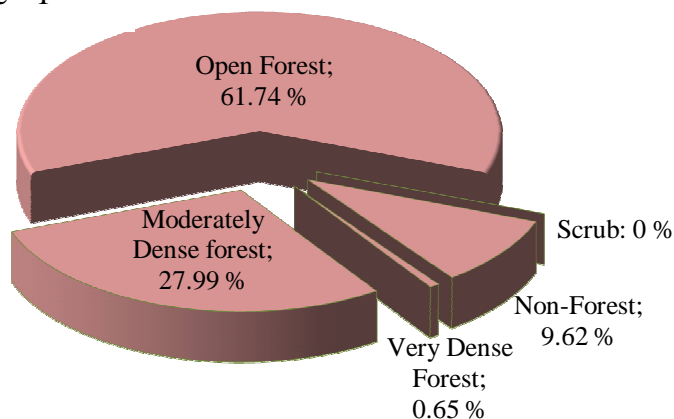 Open Forest;
61.74 %
Moderately
Dense forest;
27.99 %
Scrub: 0 %
Non-Forest;
9.62 %
Very Dense
Forest;
0.65 %